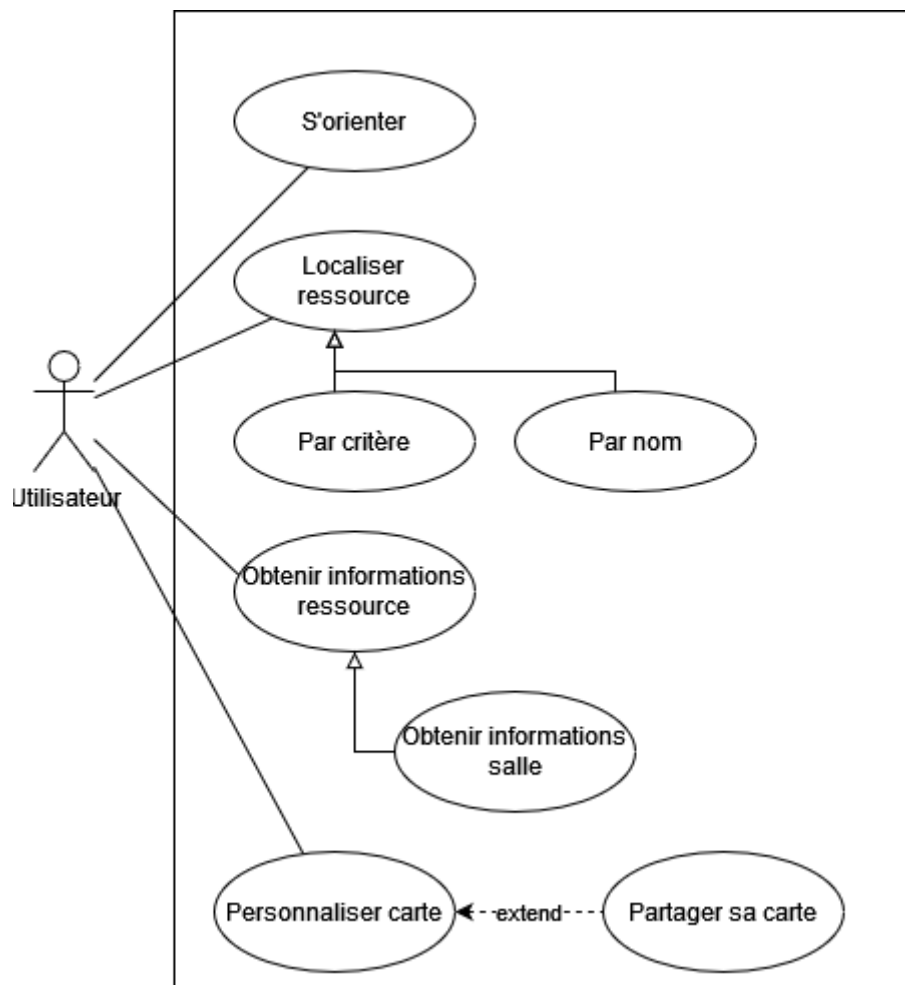 S'orienter
Localiser
ressource
Par critère
Par nom
Utilisateur
Obtenir informations
ressource
Obtenir informations
salle
Personnaliser carte
extend
Partager sa carte